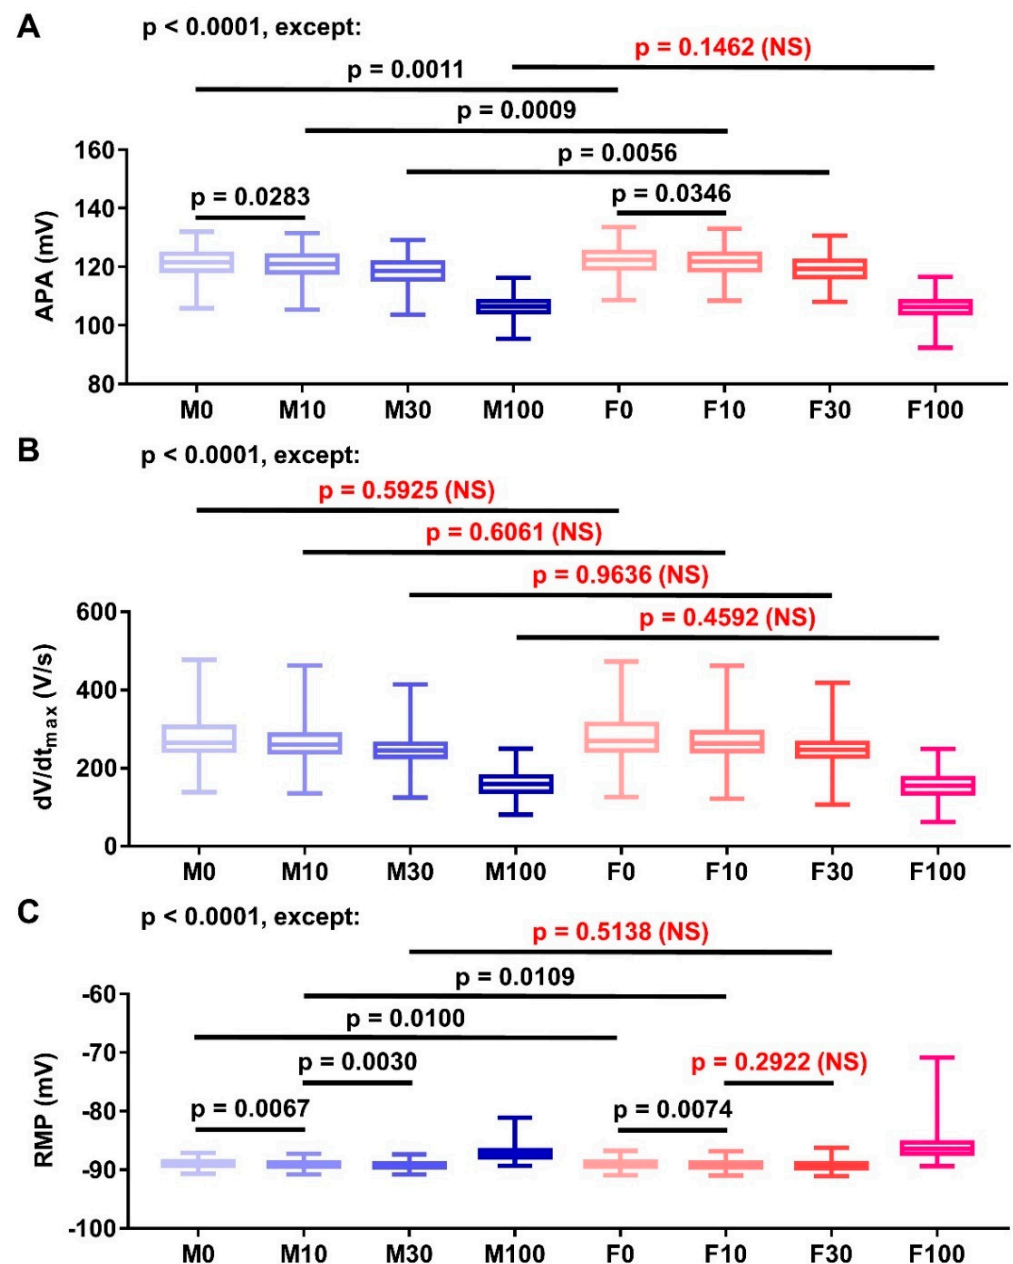 A
p < 0.0001, except:
p = 0.1462 (NS)
p = 0.0011
p = 0.0009
p = 0.0056
p = 0.0283
p = 0.0346
APA (mV)
160
140
120
100
80
M0 M10 M30 M100 F0 F10 F30 F100
B
p < 0.0001, except:
p = 0.5925 (NS)
p = 0.6061 (NS)
p = 0.9636 (NS)
p = 0.4592 (NS)
dV/dtmax (V/s)
600
400
200
0
M0 M10 M30 M100 F0 F10 F30 F100
C
p < 0.0001, except:
p = 0.5138 (NS)
p = 0.0109
p = 0.0100
p = 0.0030
p = 0.2922 (NS)
p = 0.0067
p = 0.0074
RMP (mV)
-60
-70
-80
-90
-100
M0 M10 M30 M100 F0 F10 F30 F100